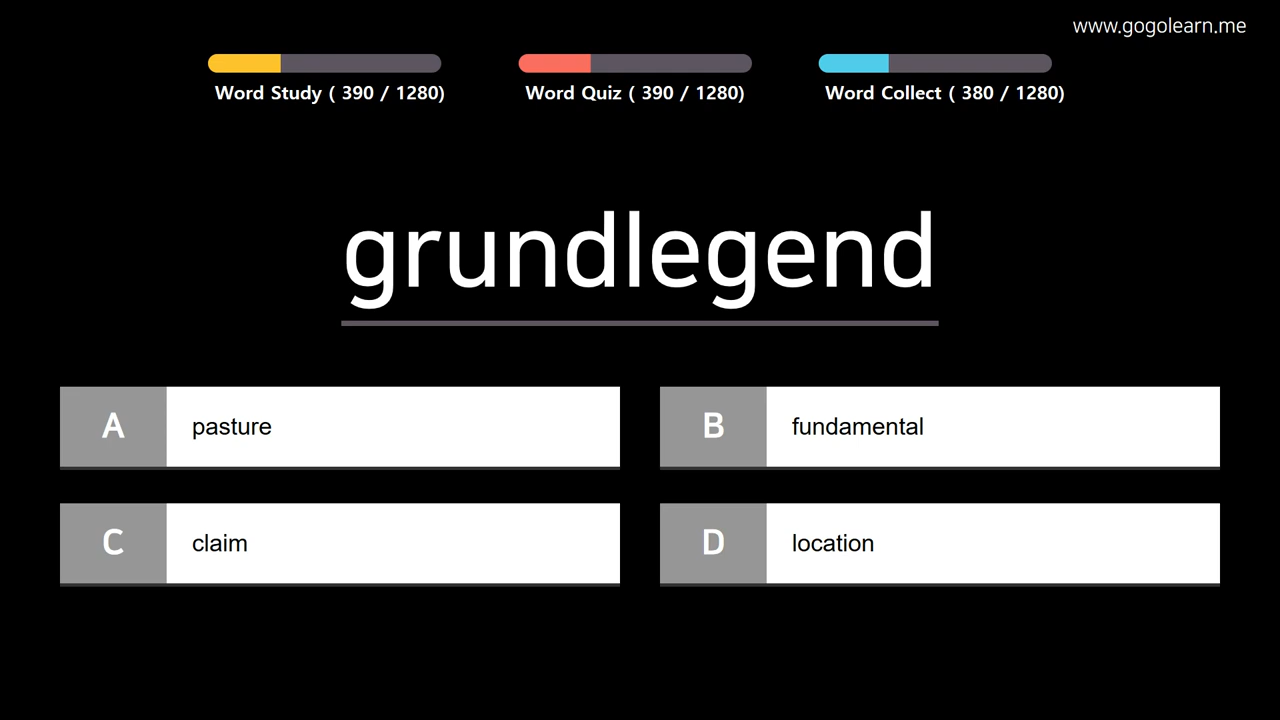 www.gogolearn.me
Word Study ( 390 / 1280)
Word Quiz ( 390 / 1280)
Word Collect ( 380 / 1280)
grundlegend
A pasture
B fundamental
C claim
D location